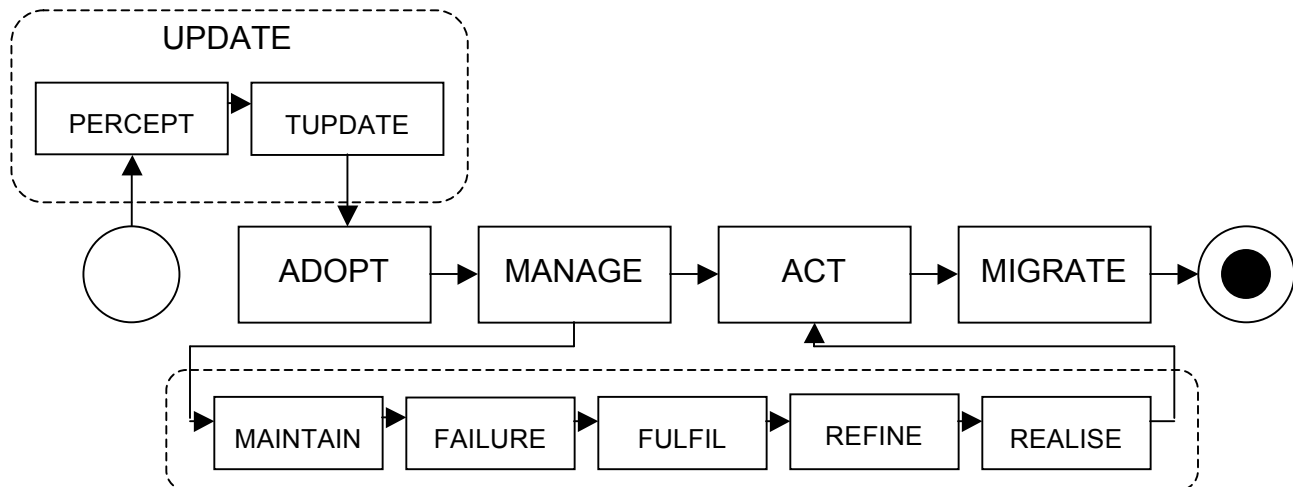 UPDATE
PERCEPT
TUPDATE
ADOPT
MANAGE
ACT
MIGRATE
MAINTAIN
FAILURE
FULFIL
REFINE
REALISE